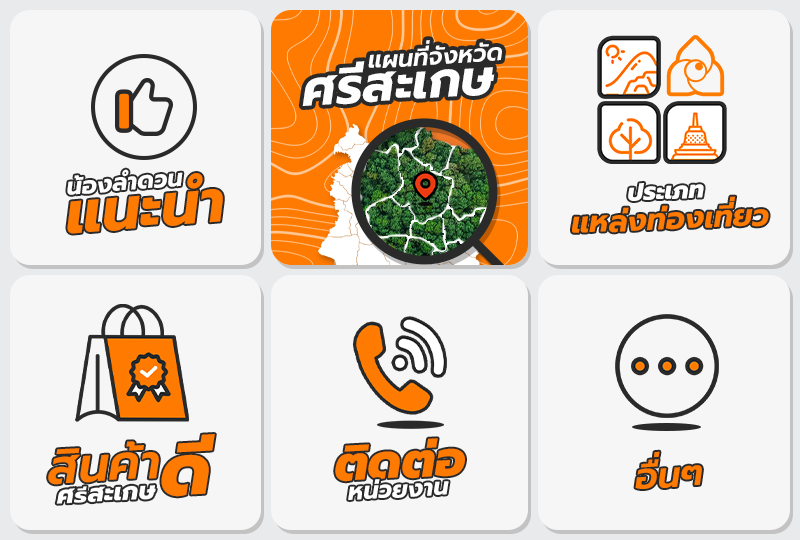 น้องลำดวน
แนะนำ
แผนที่จังหวัด
ศรีสะเกษ
ประเภท
แหล่งท่องเที่ยว
สินค้าดี
ศรีสะเกษ
ติดต่อ
หน่วยงาน
อื่นๆ